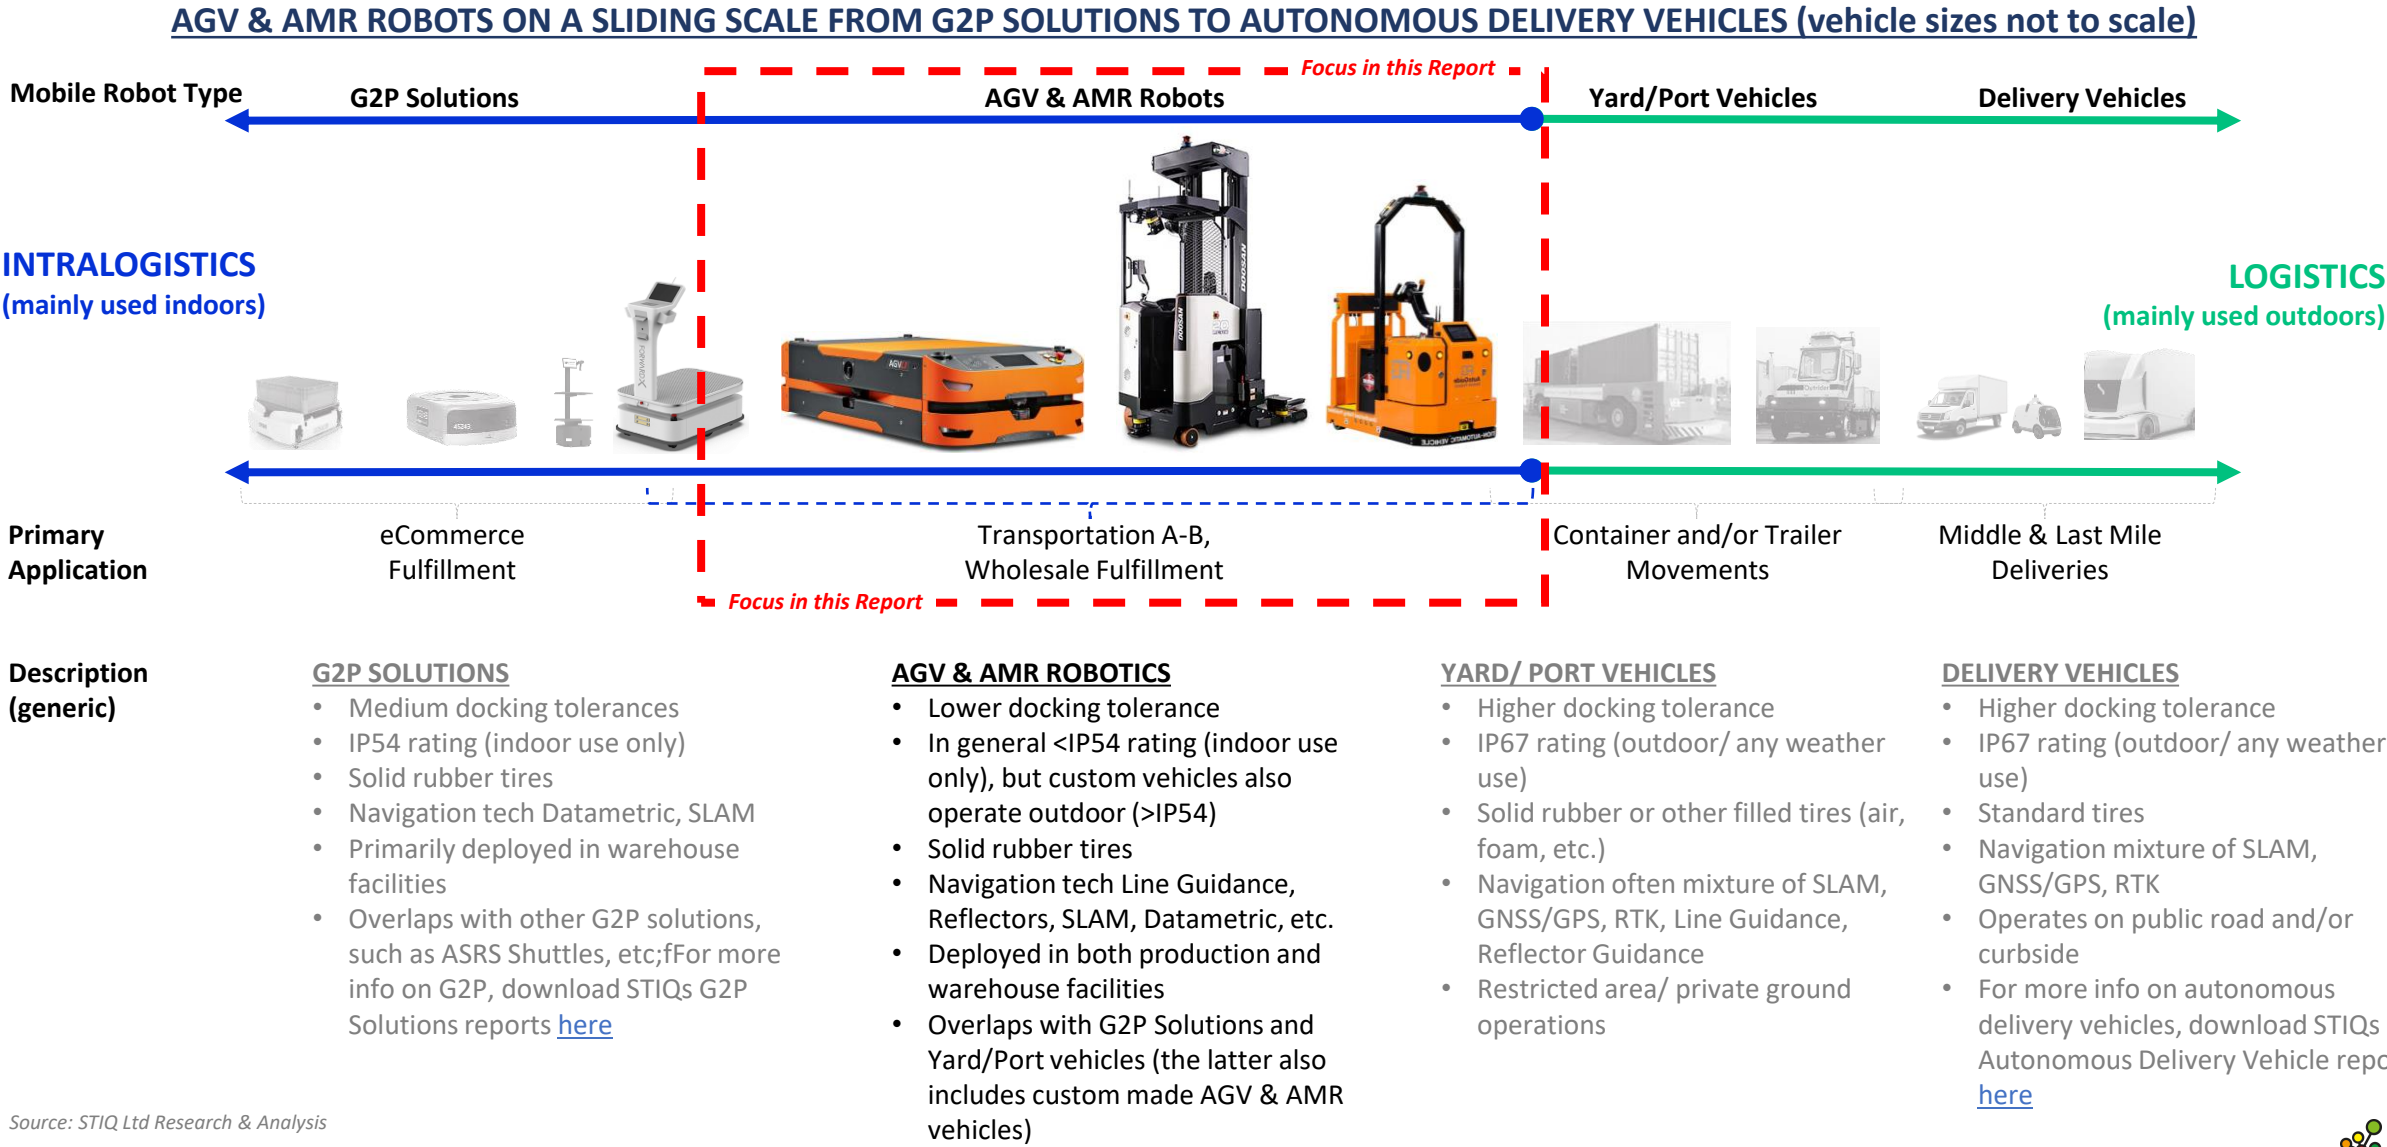 AGV & AMR ROBOTS ON A SLIDING SCALE FROM G2P SOLUTIONS TO AUTONOMOUS DELIVERY VEHICLES (vehicle sizes not to scale)
Focus in this Report
Mobile Robot Type
G2P Solutions
AGV & AMR Robots
Yard/Port Vehicles
Delivery Vehicles
INTRALOGISTICS
(mainly used indoors)
LOGISTICS
(mainly used outdoors)
FORWARDX
45243
AGV
DOOSAN
DOOSAN
Outrider
Primary
Application
eCommerce
Fulfillment
Transportation A-B,
Wholesale Fulfillment
Container and/or Trailer
Movements
Middle & Last Mile
Deliveries
Focus in this Report
Description
(generic)
G2P SOLUTIONS
• Medium docking tolerances
• IP54 rating (indoor use only)
• Solid rubber tires
• Navigation tech Datametric, SLAM
• Primarily deployed in warehouse
facilities
• Overlaps with other G2P solutions,
such as ASRS Shuttles, etc;fFor more
info on G2P, download STIQs G2P
Solutions reports here
AGV & AMR ROBOTICS
• Lower docking tolerance
• In general <IP54 rating (indoor use
only), but custom vehicles also
operate outdoor (>IP54)
• Solid rubber tires
• Navigation tech Line Guidance,
Reflectors, SLAM, Datametric, etc.
• Deployed in both production and
warehouse facilities
• Overlaps with G2P Solutions and
Yard/Port vehicles (the latter also
includes custom made AGV & AMR
vehicles)
YARD/ PORT VEHICLES
• Higher docking tolerance
• IP67 rating (outdoor/ any weather
use)
• Solid rubber or other filled tires (air,
foam, etc.)
• Navigation often mixture of SLAM,
GNSS/GPS, RTK, Line Guidance,
Reflector Guidance
• Restricted area/ private ground
operations
DELIVERY VEHICLES
• Higher docking tolerance
• IP67 rating (outdoor/ any weather
use)
• Standard tires
• Navigation mixture of SLAM,
GNSS/GPS, RTK
• Operates on public road and/or
curbside
• For more info on autonomous
delivery vehicles, download STIQs
Autonomous Delivery Vehicle repo
here
Source: STIQ Ltd Research & Analysis